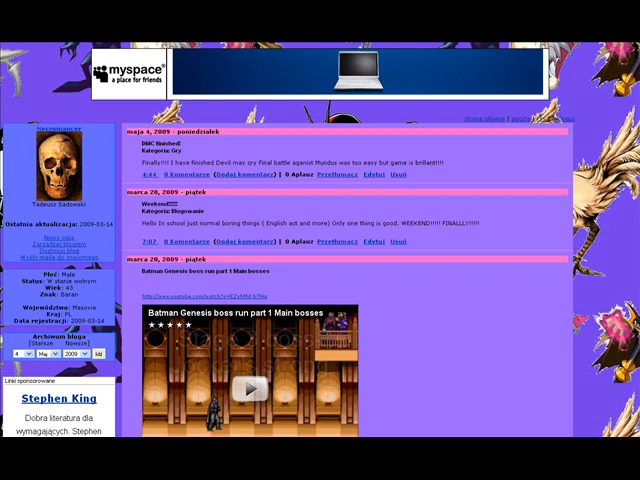 myspace®
a place for friends
strona główna | poczta
maja 4, 2009 - poniedziałek
Necromancer
DMC finished!
Kategoria: Gry
Finally!!!! I have finished Devil may cry Final battle aganist Mundus was too easy but game is brillant!!!!
4:44 0 Komentarze (Dodaj komentarz) | 0 Aplauz Przetłumacz Edytuj Usuń
Tadeusz Sadowski
marca 20, 2009 - piątek
Weekend!!!!!
Kategoria: Blogowanie
Hello In school just normal boring things ( English act and more) Only one thing is good. WEEKEND!!!!! FINALLLY!!!!!
7:07 0 Komentarze (Dodaj komentarz) | 0 Aplauz Przetłumacz Edytuj Usuń
Ostatnia aktualizacja: 2009-03-14
Nowy wpis
Zarządzaj blogiem
Dostosuj blog
Wyślij maila do znajomego
marca 20, 2009 - piątek
Batman Genesis boss run part 1 Main bosses
Płeć: Male
Status: W stanie wolnym
Wiek: 43
Znak: Baran
Województwo: Masovia
Kraj: PL
Data rejestracji: 2009-03-14
Batman Genesis boss run part 1 Main bosses
Archiwum bloga
[Starsze Nowsze]
4 Maj 2009 Idź
Linki sponsorowane
Stephen King
Dobra literatura dla
wymagających. Stephen